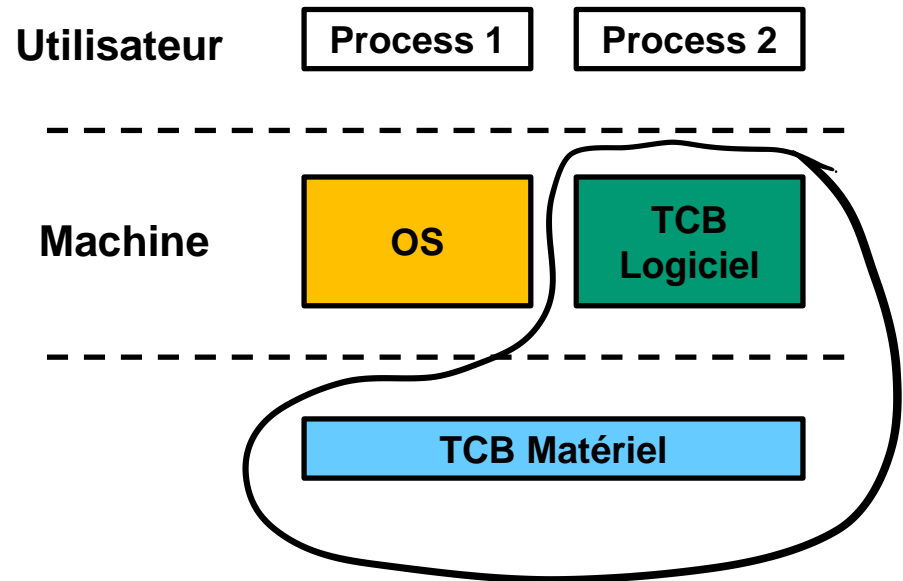 Utilisateur
Process 1
Process 2
Machine
OS
TCB
Logiciel
TCB Matériel